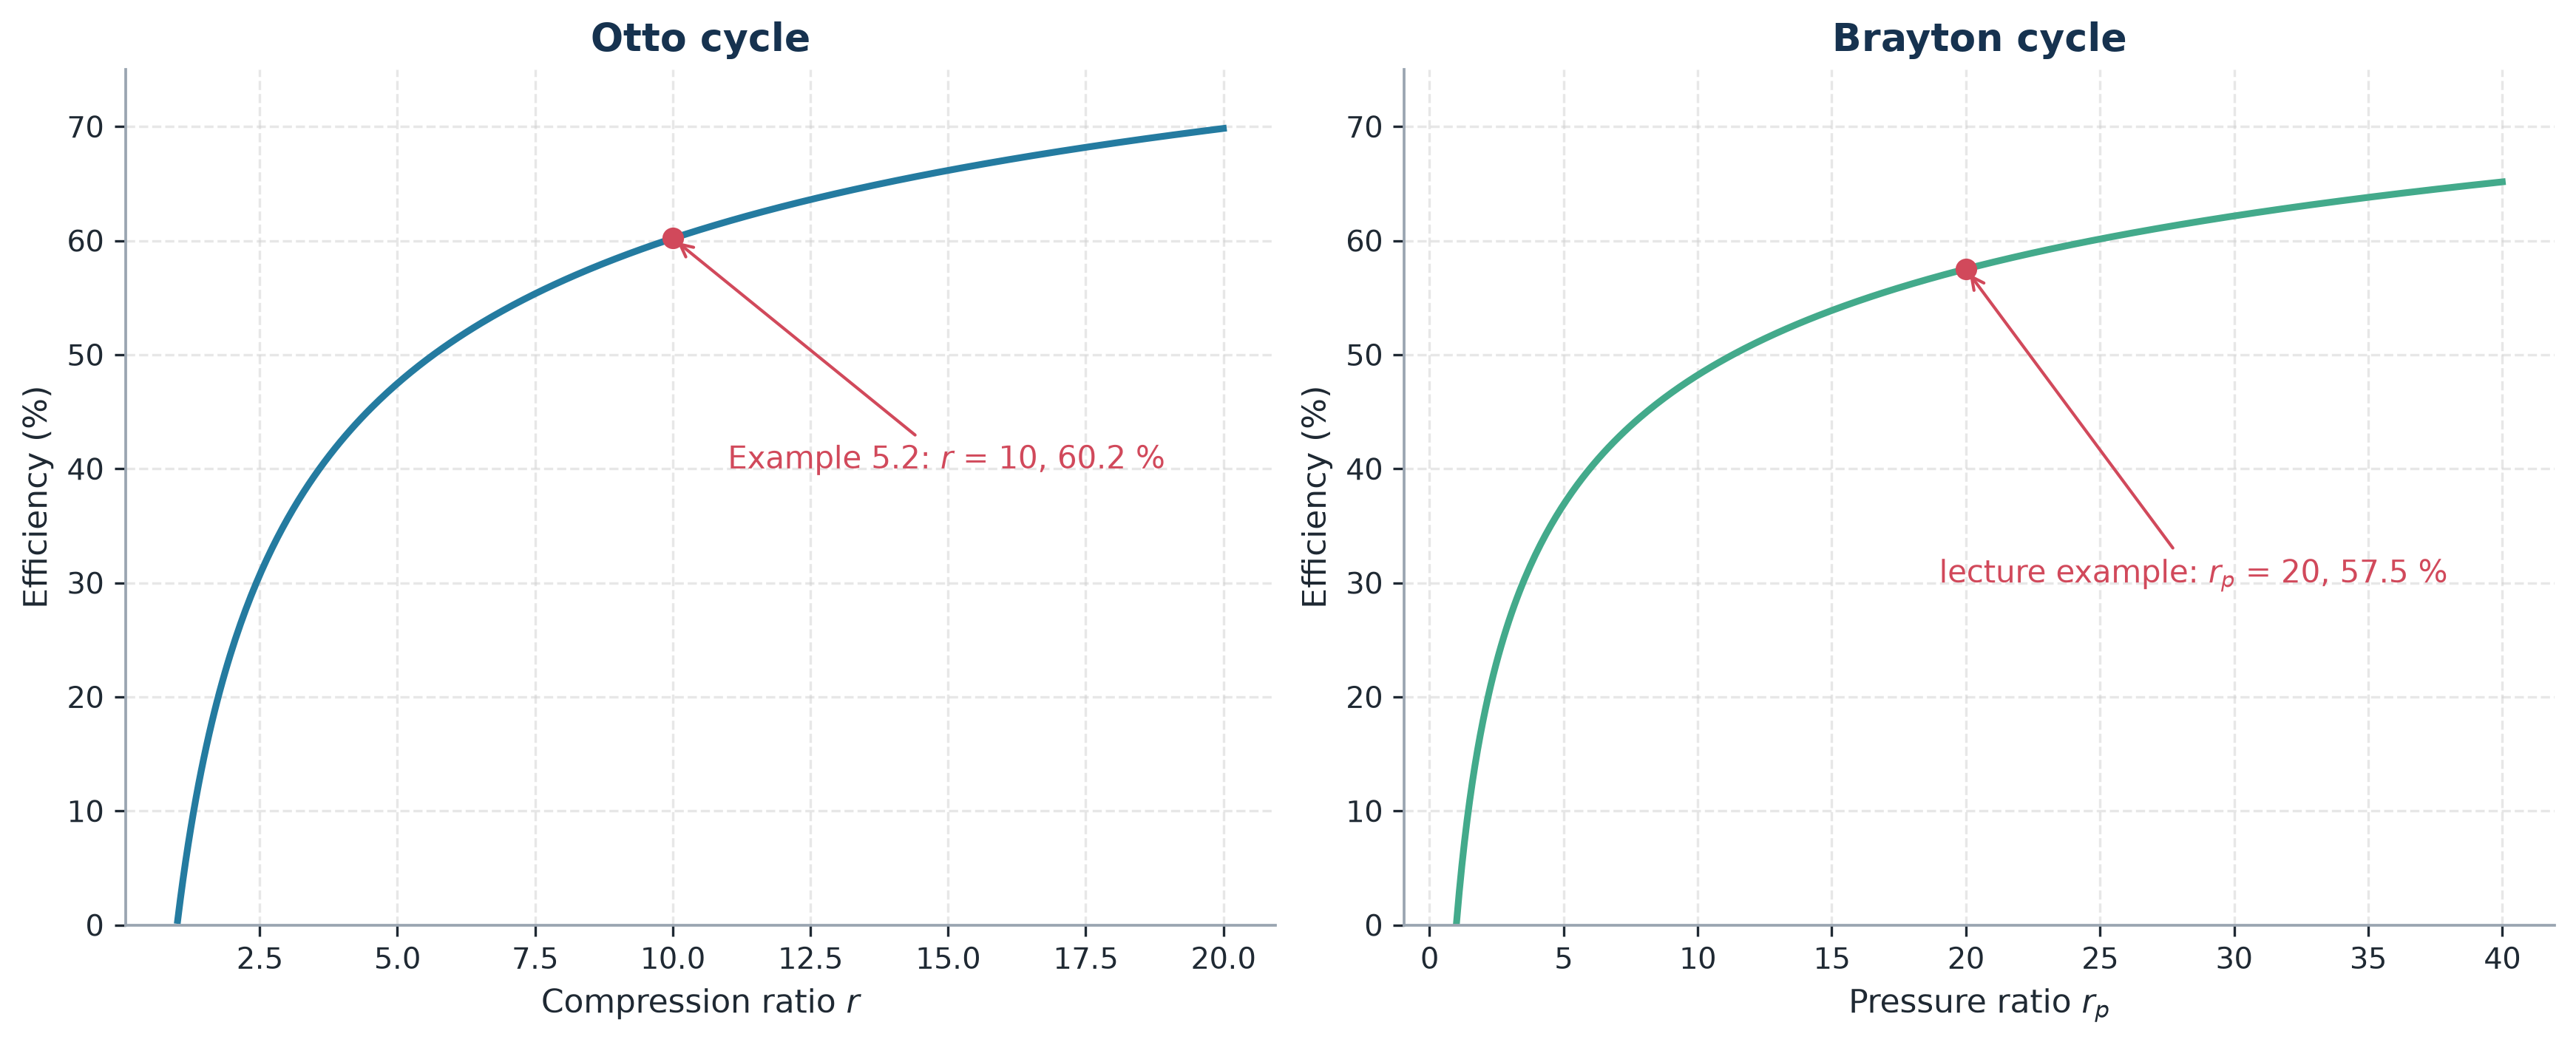 Otto cycle
Efficiency (%)
70
60
50
40
30
20
10
0
Example 5.2: r = 10, 60.2 %
2.5 5.0 7.5 10.0 12.5 15.0 17.5 20.0
Compression ratio r
Brayton cycle
Efficiency (%)
70
60
50
40
30
20
10
0
lecture example: rₚ = 20, 57.5 %
0 5 10 15 20 25 30 35 40
Pressure ratio rₚ